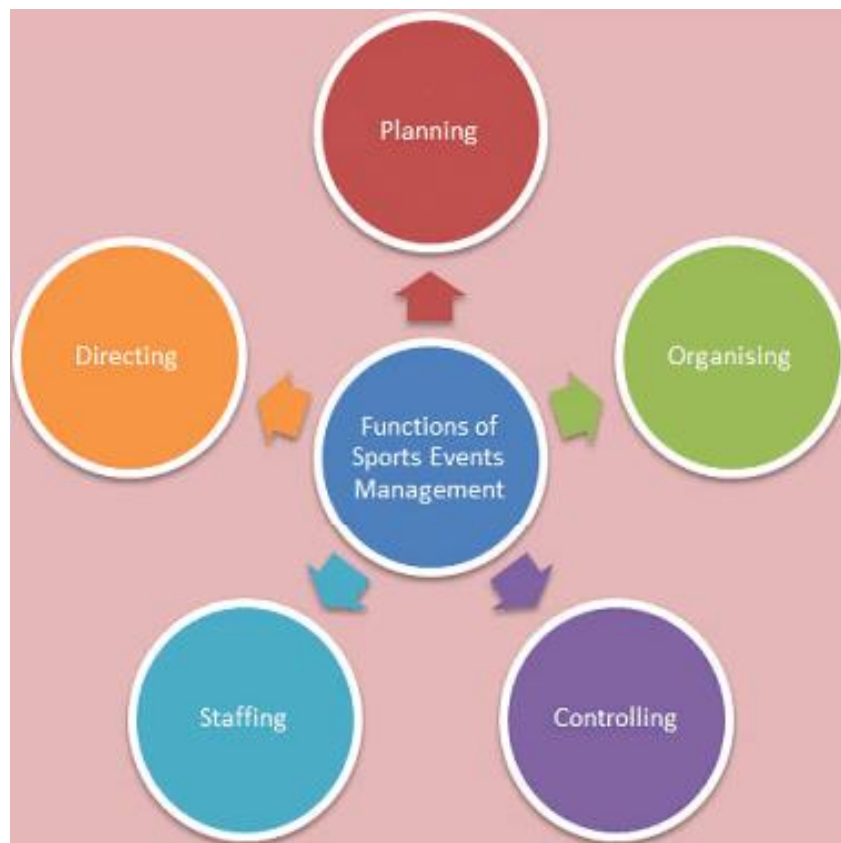 Planning
Directing
Organising
Functions of
Sports Events
Management
Staffing
Controlling